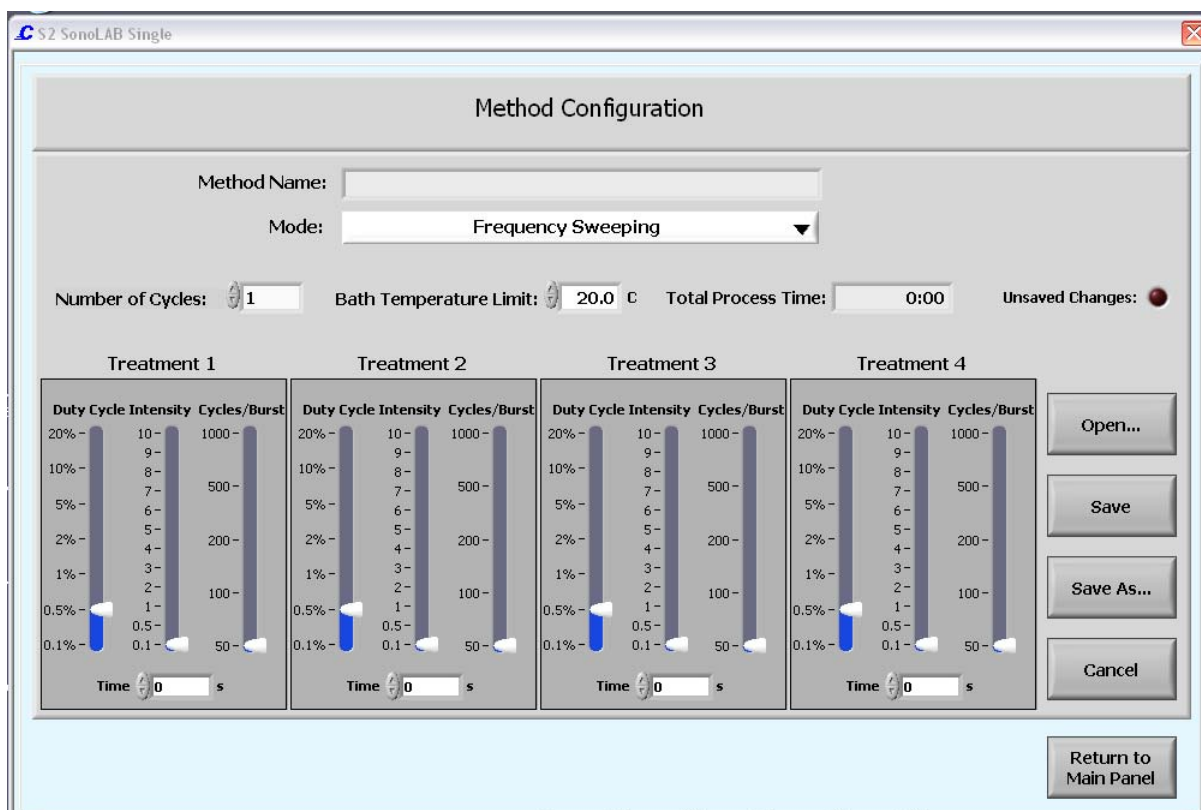 S2 SonoLAB Single
Method Configuration
Method Name:
Mode: Frequency Sweeping
Number of Cycles: 1 Bath Temperature Limit: 20.0 C Total Process Time: 0:00 Unsaved Changes:
Treatment 1 Treatment 2 Treatment 3 Treatment 4
Duty Cycle Intensity Cycles/Burst Duty Cycle Intensity Cycles/Burst Duty Cycle Intensity Cycles/Burst Duty Cycle Intensity Cycles/Burst
20% 10 1000 20% 10 1000 20% 10 1000 20% 10 1000
9 9 9 9
10% 8 10% 8 10% 8 10% 8
7 500 7 500 7 500 7 500
5% 6 5% 6 5% 6 5% 6
5 5 5 5
2% 4 200 2% 4 200 2% 4 200 2% 4 200
1% 3 1% 3 1% 3 1% 3
2 100 2 100 2 100 2 100
0.5% 1 0.5% 1 0.5% 1 0.5% 1
0.5 0.5 0.5 0.5
0.1% 0.1 50 0.1% 0.1 50 0.1% 0.1 50 0.1% 0.1 50
Time 0 s Time 0 s Time 0 s Time 0 s
Open...
Save
Save As...
Cancel
Return to
Main Panel